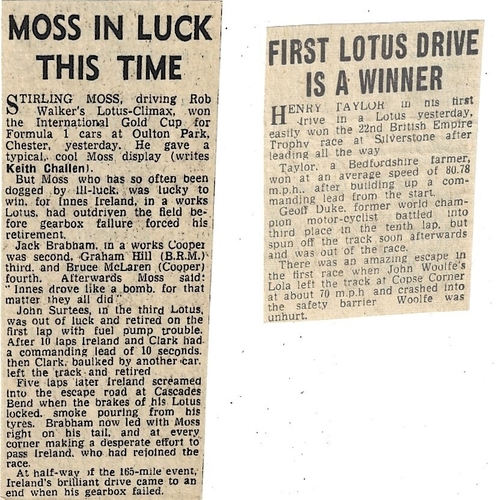 MOSS IN LUCK
THIS TIME
STIRLING MOSS, driving Rob
Walker's Lotus-Climax, won
the International Gold Cup for
Formula 1 cars at Oulton Park,
Chester, yesterday. He gave a
typical, cool Moss display (writes
Keith Challen).
But Moss who has so often been
dogged by ill-luck, was lucky to
win, for Innes Ireland, in a works
Lotus, had outdriven the field be-
fore gearbox failure forced his
retirement.
Jack Brabham, in a works Cooper
was second, Graham Hill (B.R.M.)
third, and Bruce McLaren (Cooper)
fourth. Afterwards Moss said:
"Innes drove like a bomb, for that
matter they all did"
John Surtees, in the third Lotus,
was out of luck and retired on the
first lap with fuel pump trouble.
After 10 laps Ireland and Clark had
a commanding lead of 10 seconds,
then Clark, baulked by another car,
left the track and retired
Five laps later Ireland screamed
into the escape road at Cascades
Bend when the brakes of his Lotus
locked, smoke pouring from his
tyres. Brabham now led with Moss
right on his tail, and at every
corner making a desperate effort to
pass Ireland, who had rejoined the
race.
At half-way of the 165-mile event,
Ireland's brilliant drive came to an
end when his gearbox failed.
FIRST LOTUS DRIVE
IS A WINNER
HENRY TAYLOR in his first
drive in a Lotus yesterday,
easily won the 22nd British Empire
Trophy race at Silverstone after
leading all the way
Taylor, a Bedfordshire farmer,
won at an average speed of 80.78
m.p.h., after building up a com-
manding lead from the start.
Geoff Duke, former world cham-
pion motor-cyclist battled into
third place in the tenth lap, but
spun off the track soon afterwards
and was out of the race.
There was an amazing escape in
the first race when John Woolfe's
Lola left the track at Copse Corner
at about 70 m.p.h and crashed into
the safety barrier Woolfe was
unhurt.